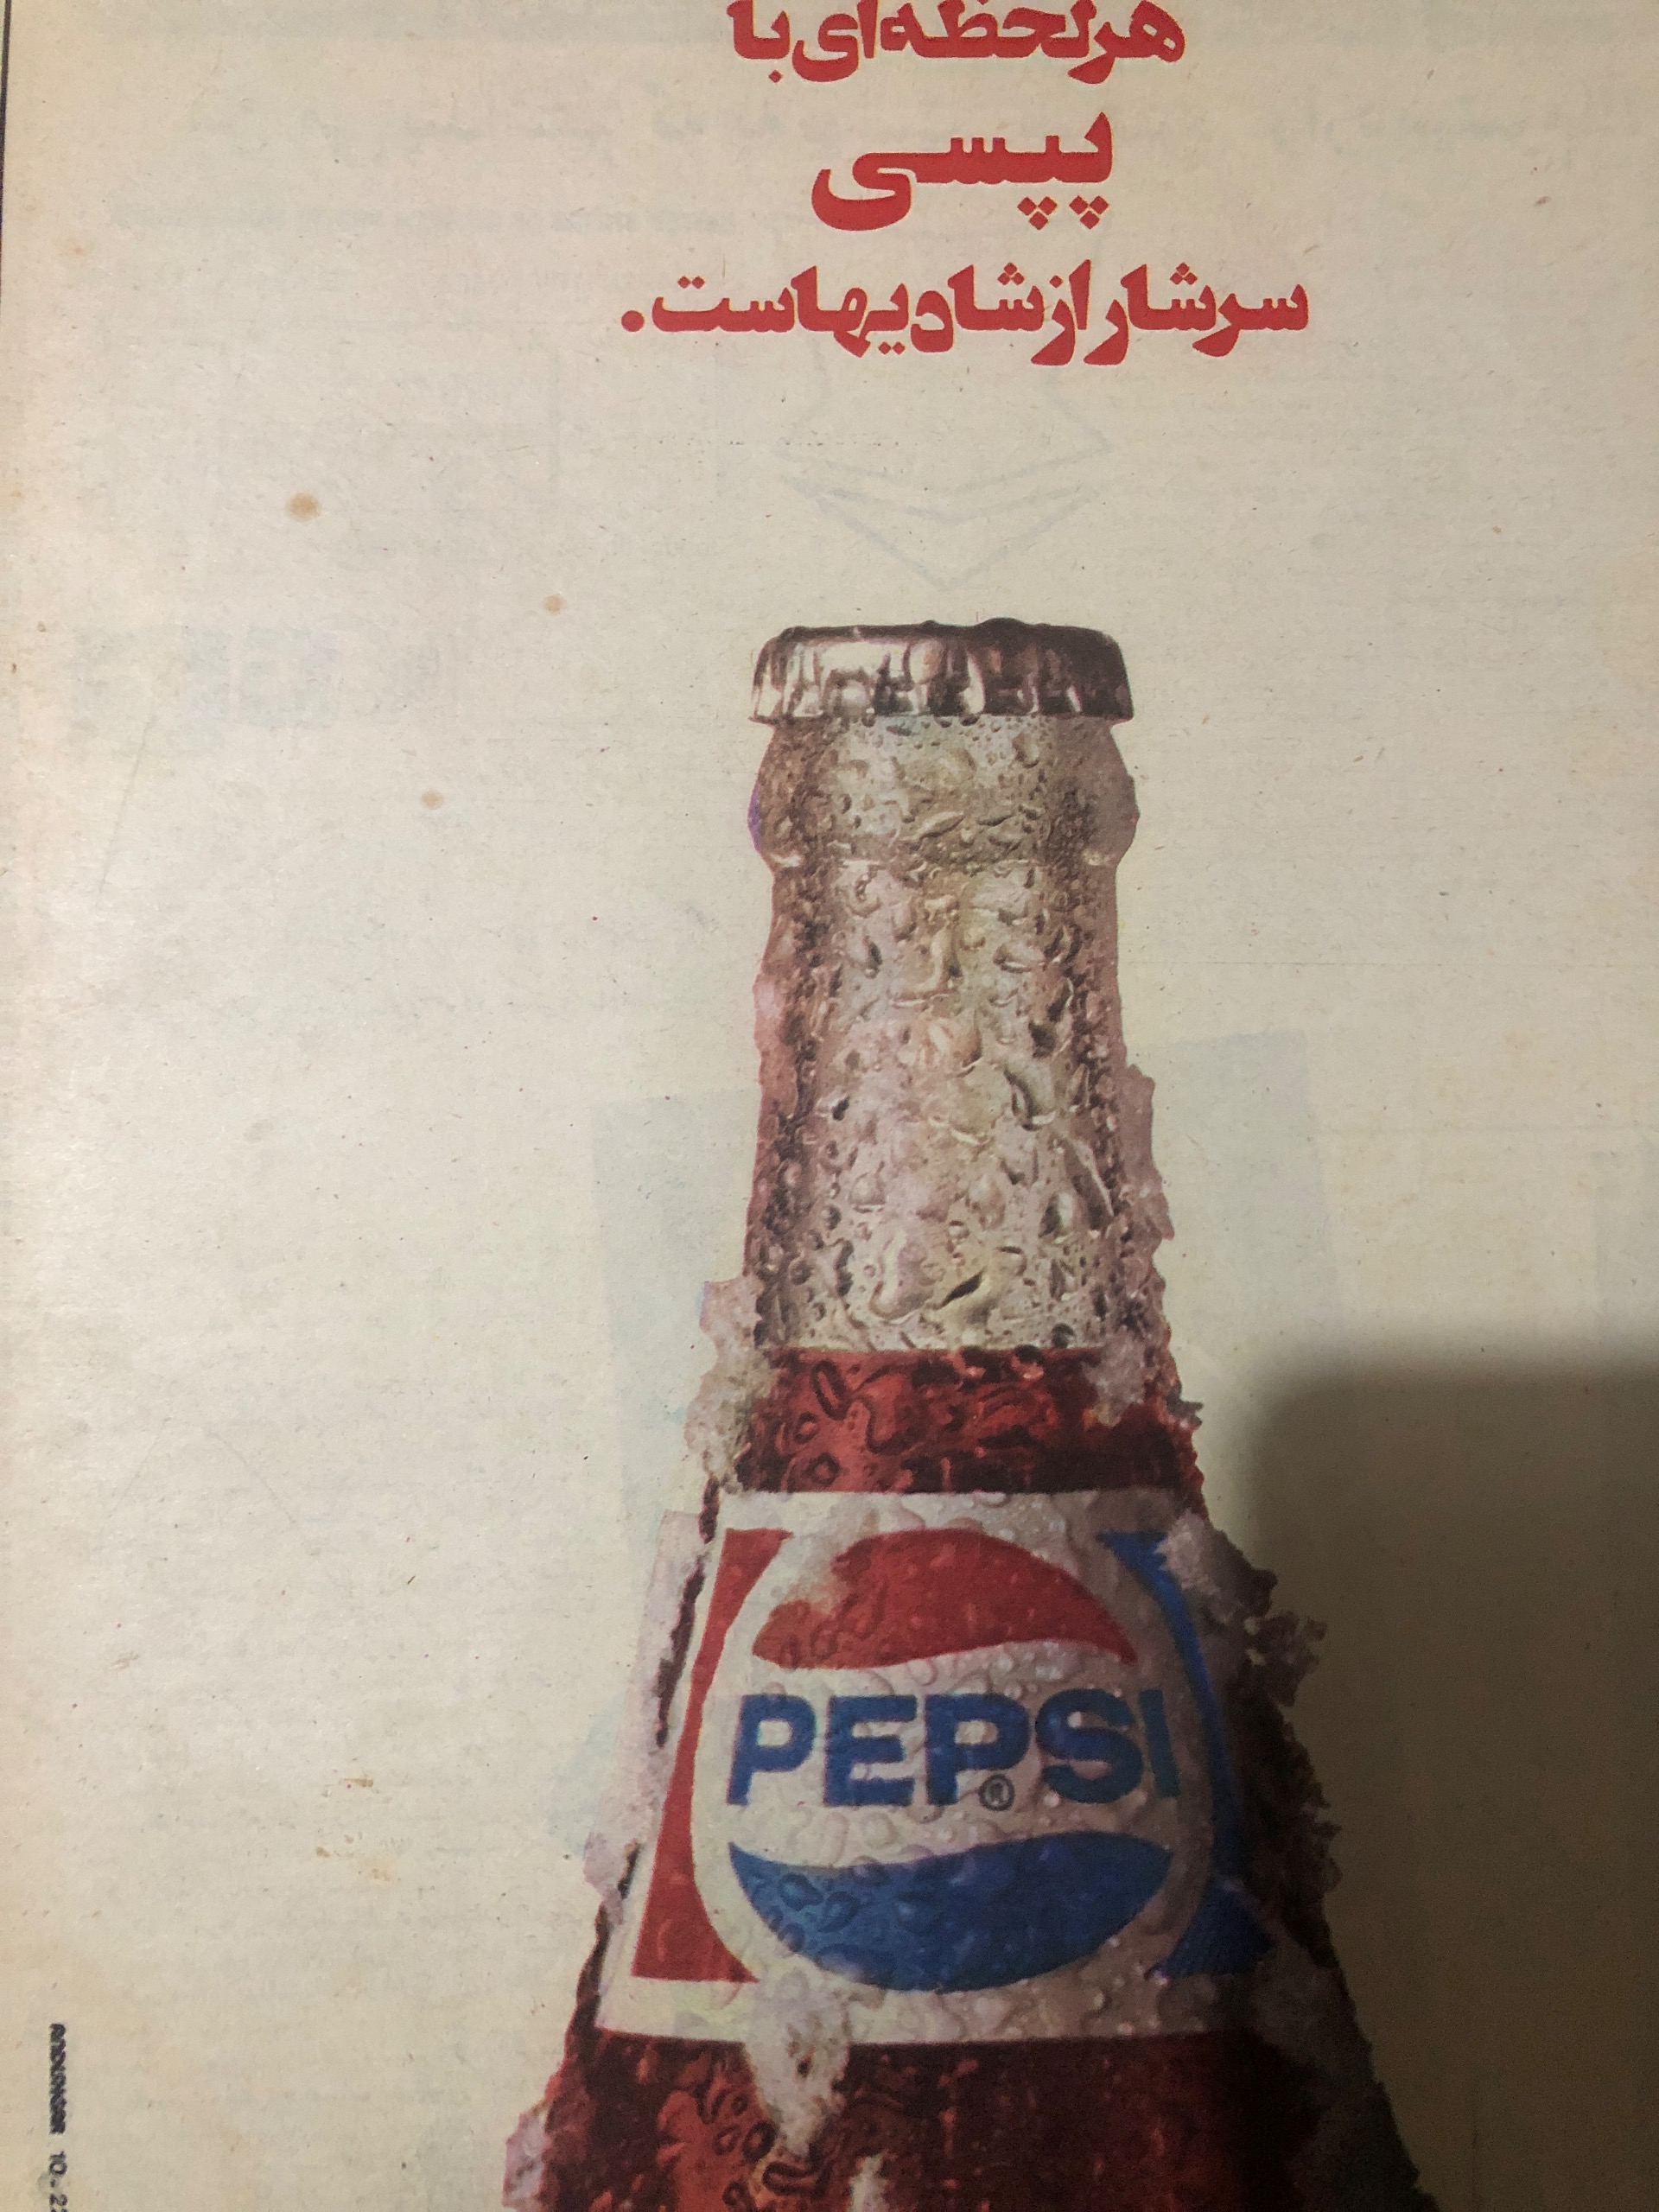 هر لحظه‌ای با
پپسی
سرشار از شادیهاست.
PEPSI®